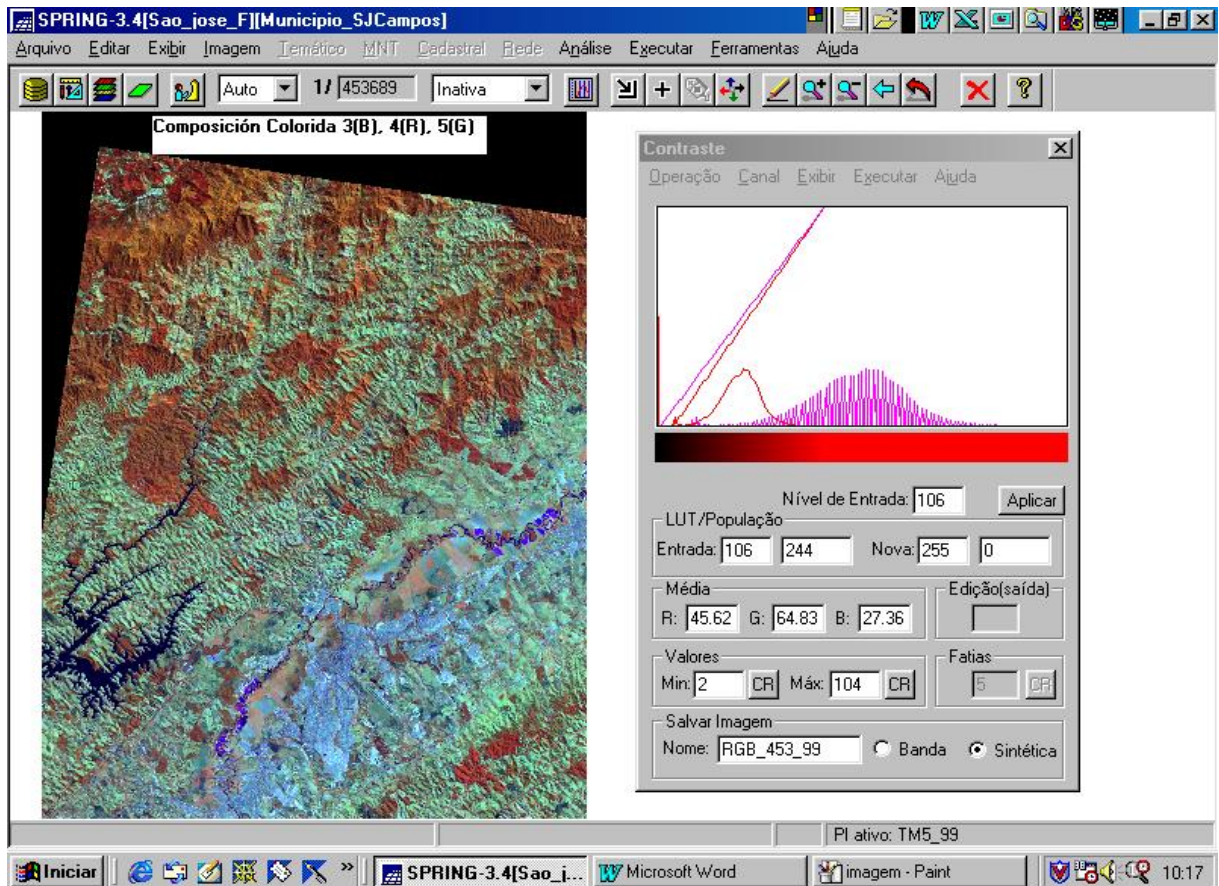 SPRING-3.4[Sao_jose_F][Municipio_SJCampos]
Arquivo Editar Exibir Imagem Temático MNT Cadastral Rede Análise Executar Ferramentas Ajuda
Auto 1/ 453689 Inativa
Composición Colorida 3(B), 4(R), 5(G)
Contraste
Operação Canal Exibir Executar Ajuda
Nível de Entrada: 106 Aplicar
LUT/População
Entrada: 106 244 Nova: 255 0
Média Edição(saída)
R: 45.62 G: 64.83 B: 27.36
Valores Fatias
Min: 2 CR Máx: 104 CR 5 CR
Salvar Imagem
Nome: RGB_453_99 Banda Sintética
PI ativo: TM5_99
Iniciar » SPRING-3.4[Sao_j... Microsoft Word imagem - Paint 10:17